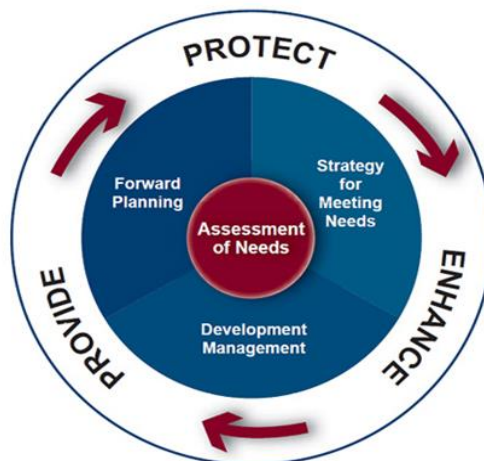 PROTECT
Forward
Planning
Strategy
for
Meeting
Needs
Assessment
of Needs
Development
Management
PROVIDE
ENHANCE